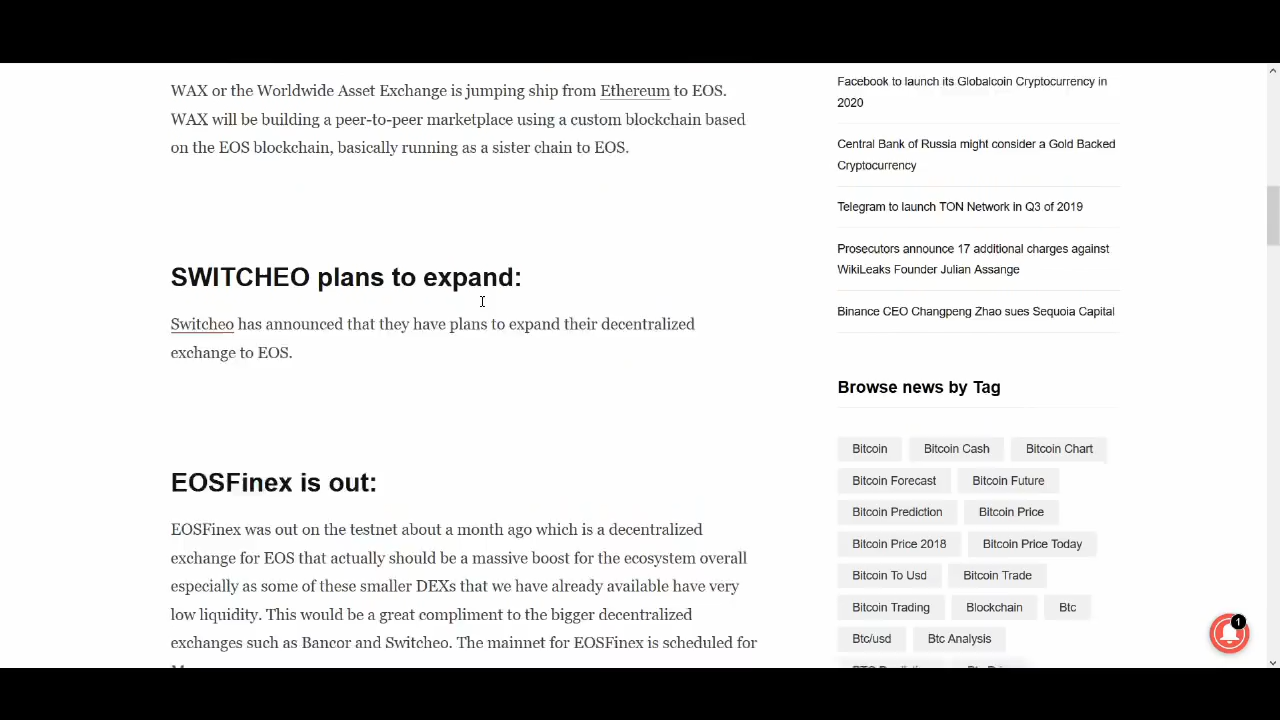 WAX or the Worldwide Asset Exchange is jumping ship from Ethereum to EOS.
WAX will be building a peer-to-peer marketplace using a custom blockchain based
on the EOS blockchain, basically running as a sister chain to EOS.
SWITCHEO plans to expand:
Switcheo has announced that they have plans to expand their decentralized
exchange to EOS.
EOSFinex is out:
EOSFinex was out on the testnet about a month ago which is a decentralized
exchange for EOS that actually should be a massive boost for the ecosystem overall
especially as some of these smaller DEXs that we have already available have very
low liquidity. This would be a great compliment to the bigger decentralized
exchanges such as Bancor and Switcheo. The mainnet for EOSFinex is scheduled for
Facebook to launch its Globalcoin Cryptocurrency in
2020
Central Bank of Russia might consider a Gold Backed
Cryptocurrency
Telegram to launch TON Network in Q3 of 2019
Prosecutors announce 17 additional charges against
WikiLeaks Founder Julian Assange
Binance CEO Changpeng Zhao sues Sequoia Capital
Browse news by Tag
Bitcoin Bitcoin Cash Bitcoin Chart
Bitcoin Forecast Bitcoin Future
Bitcoin Prediction Bitcoin Price
Bitcoin Price 2018 Bitcoin Price Today
Bitcoin To Usd Bitcoin Trade
Bitcoin Trading Blockchain Btc
Btc/usd Btc Analysis
1